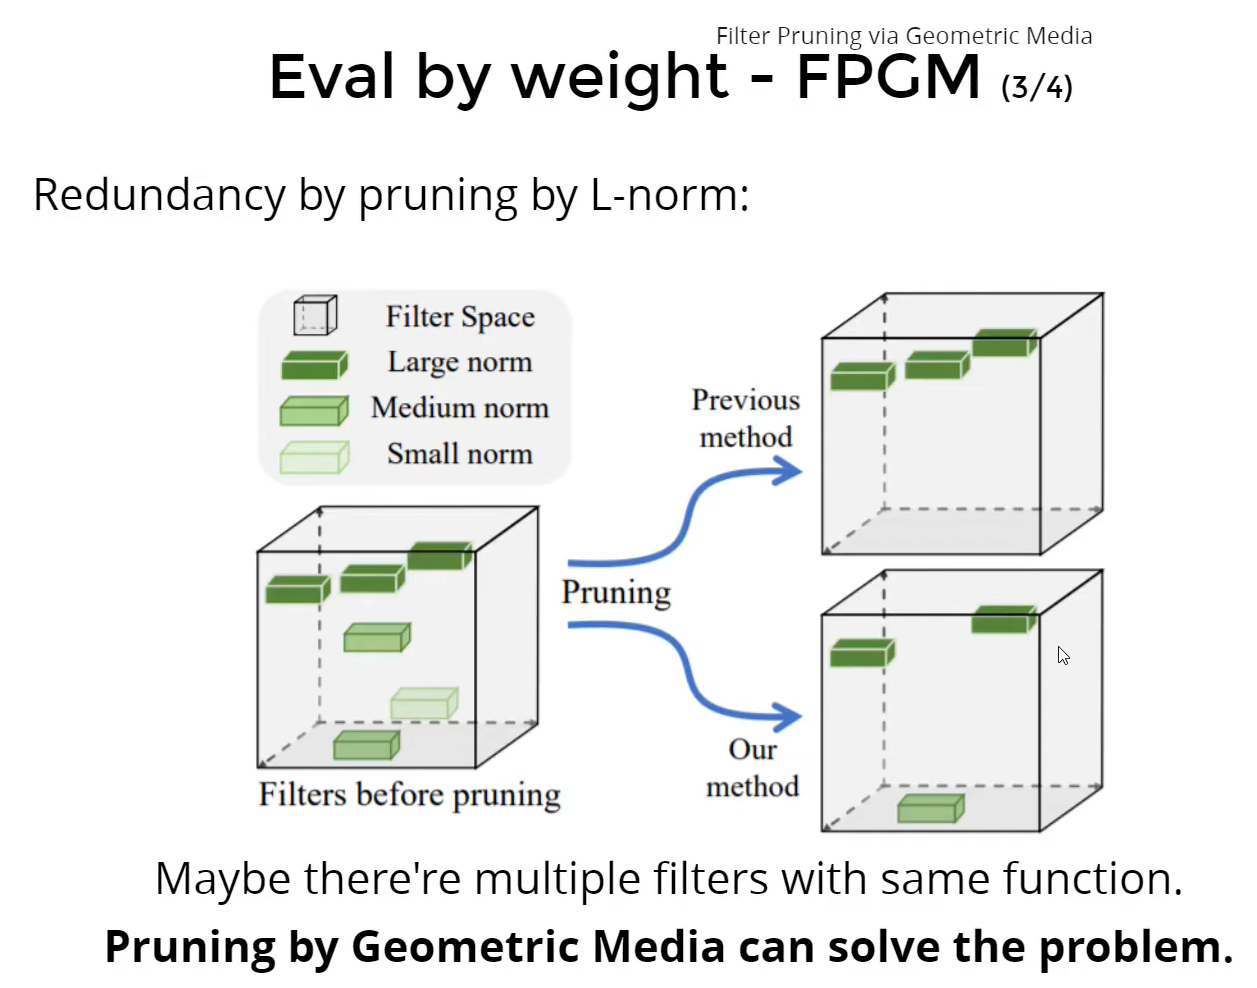 Filter Pruning via Geometric Media
Eval by weight - FPGM (3/4)
Redundancy by pruning by L-norm:
Filter Space
Large norm
Medium norm
Small norm
Previous
method
Pruning
Our
method
Filters before pruning
Maybe there're multiple filters with same function.
Pruning by Geometric Media can solve the problem.